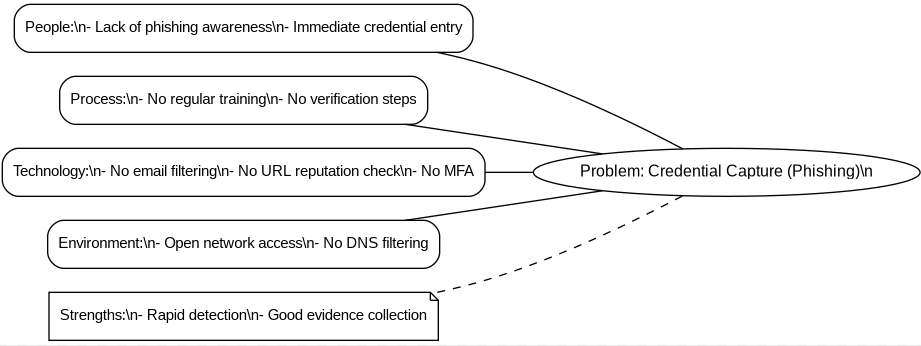 People:\n- Lack of phishing awareness\n- Immediate credential entry
Process:\n- No regular training\n- No verification steps
Technology:\n- No email filtering\n- No URL reputation check\n- No MFA
Problem: Credential Capture (Phishing)\n
Environment:\n- Open network access\n- No DNS filtering
Strengths:\n- Rapid detection\n- Good evidence collection